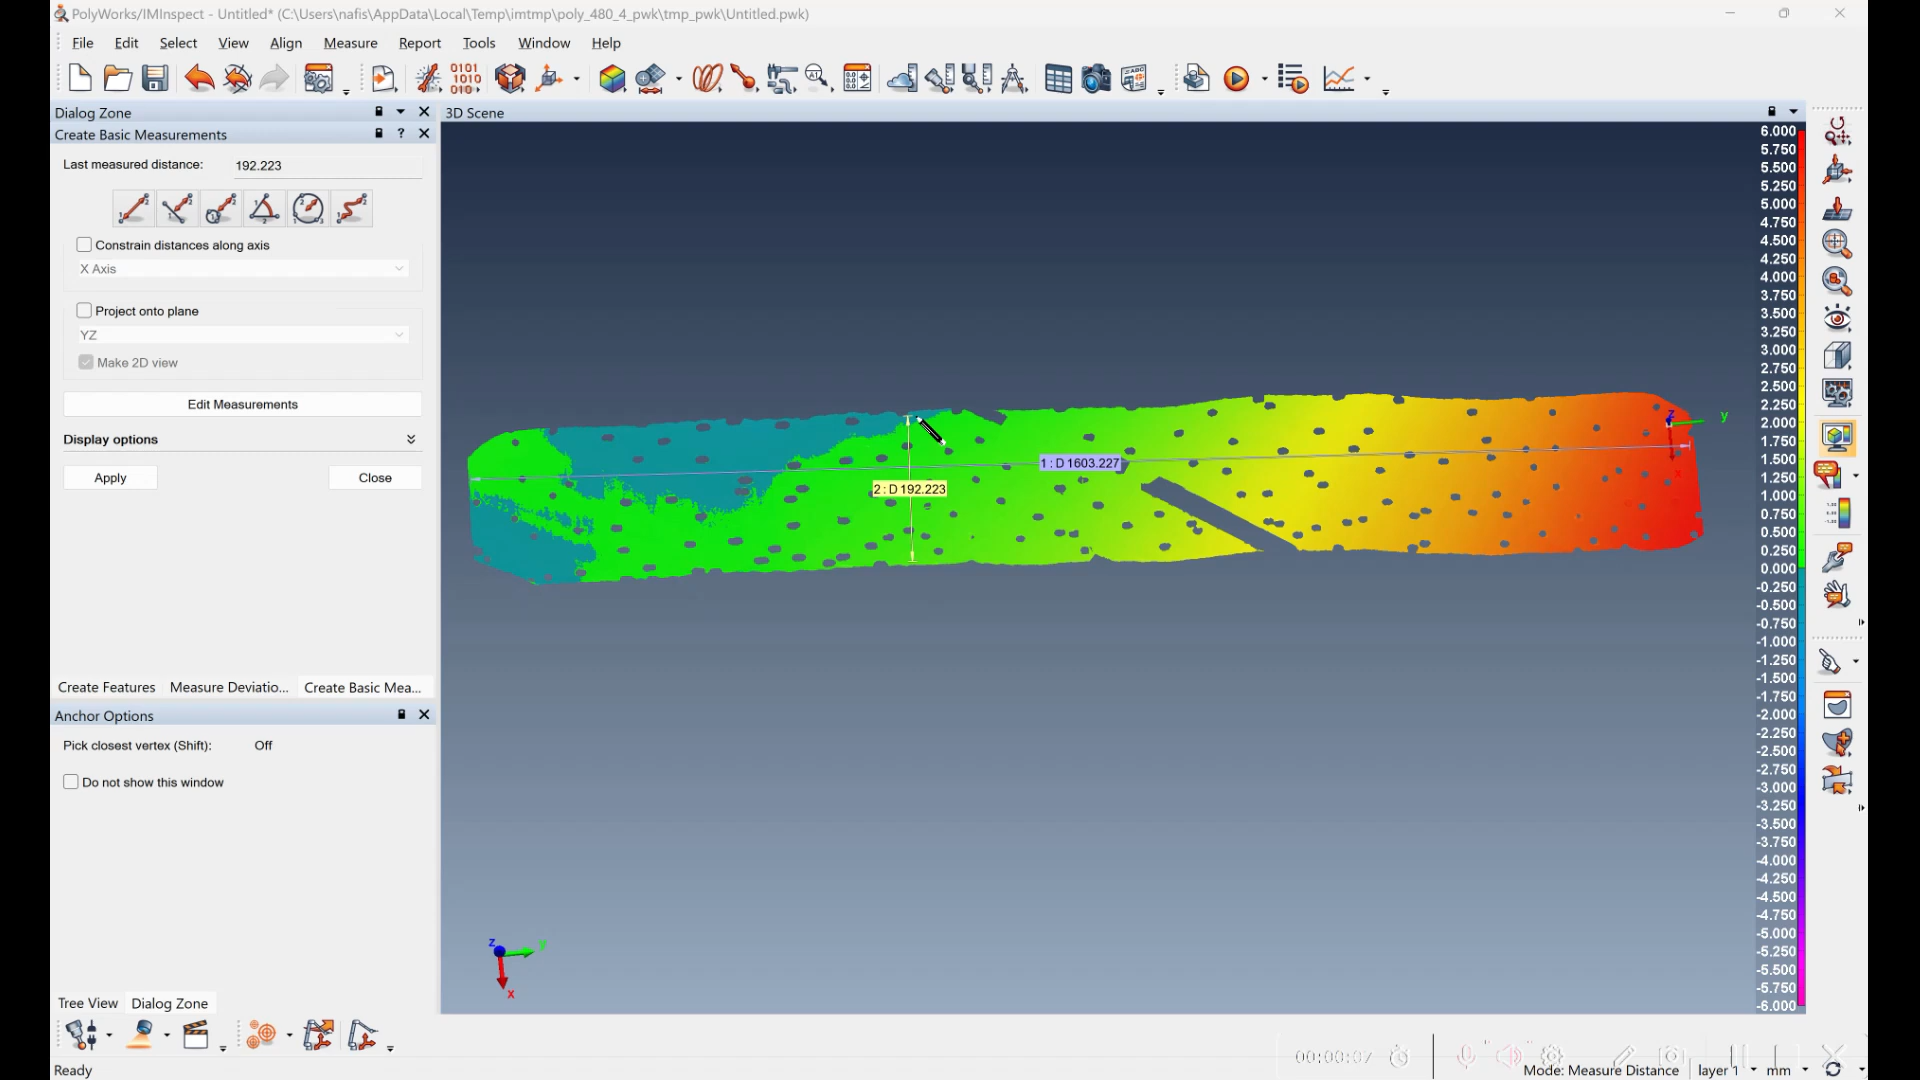 PolyWorks/IMInspect - Untitled* (C:\Users\nafis\AppData\Local\Temp\imtmp\poly_480_4_pwk\tmp_pwk\Untitled.pwk)
File Edit Select View Align Measure Report Tools Window Help
0101
1010
010.
ABC
Dialog Zone
3D Scene
Create Basic Measurements
?
Last measured distance: 192.223
Constrain distances along axis
X Axis
Project onto plane
YZ
Make 2D view
Edit Measurements
Display options
Apply
Close
Create Features Measure Deviatio... Create Basic Mea...
Anchor Options
Pick closest vertex (Shift): Off
Do not show this window
Tree View Dialog Zone
Ready
1 : D 1603.227
2 : D 192.223
z
y
x
z
y
x
6.000
5.750
5.500
5.250
5.000
4.750
4.500
4.250
4.000
3.750
3.500
3.250
3.000
2.750
2.500
2.250
2.000
1.750
1.500
1.250
1.000
0.750
0.500
0.250
0.000
-0.250
-0.500
-0.750
-1.000
-1.250
-1.500
-1.750
-2.000
-2.250
-2.500
-2.750
-3.000
-3.250
-3.500
-3.750
-4.000
-4.250
-4.500
-4.750
-5.000
-5.250
-5.500
-5.750
-6.000
00:00:07
Mode: Measure Distance layer 1 mm